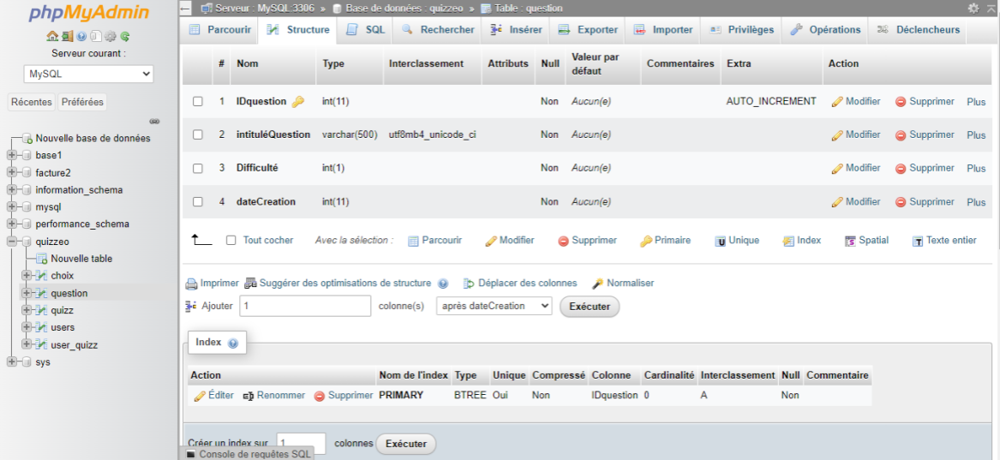 phpMyAdmin
Serveur courant :
MySQL
Récentes Préférées
Nouvelle base de données
base1
facture2
information_schema
mysql
performance_schema
quizzeo
Nouvelle table
choix
question
quizz
users
user_quizz
sys
Serveur : MySQL:3306 » Base de données : quizzeo » Table : question
Parcourir Structure SQL Rechercher Insérer Exporter Importer Privilèges Opérations Déclencheurs
# Nom Type Interclassement Attributs Null Valeur par défaut Commentaires Extra Action
1 IDquestion int(11) Non Aucun(e) AUTO_INCREMENT Modifier Supprimer Plus
2 intituléQuestion varchar(500) utf8mb4_unicode_ci Non Aucun(e) Modifier Supprimer Plus
3 Difficulté int(1) Non Aucun(e) Modifier Supprimer Plus
4 dateCreation int(11) Non Aucun(e) Modifier Supprimer Plus
Tout cocher Avec la sélection : Parcourir Modifier Supprimer Primaire Unique Index Spatial Texte entier
Imprimer Suggérer des optimisations de structure Déplacer des colonnes Normaliser
Ajouter 1 colonne(s) après dateCreation Exécuter
Index
Action Nom de l'index Type Unique Compressé Colonne Cardinalité Interclassement Null Commentaire
Éditer Renommer Supprimer PRIMARY BTREE Oui Non IDquestion 0 A Non
Créer un index sur 1 colonnes Exécuter
Console de requêtes SQL